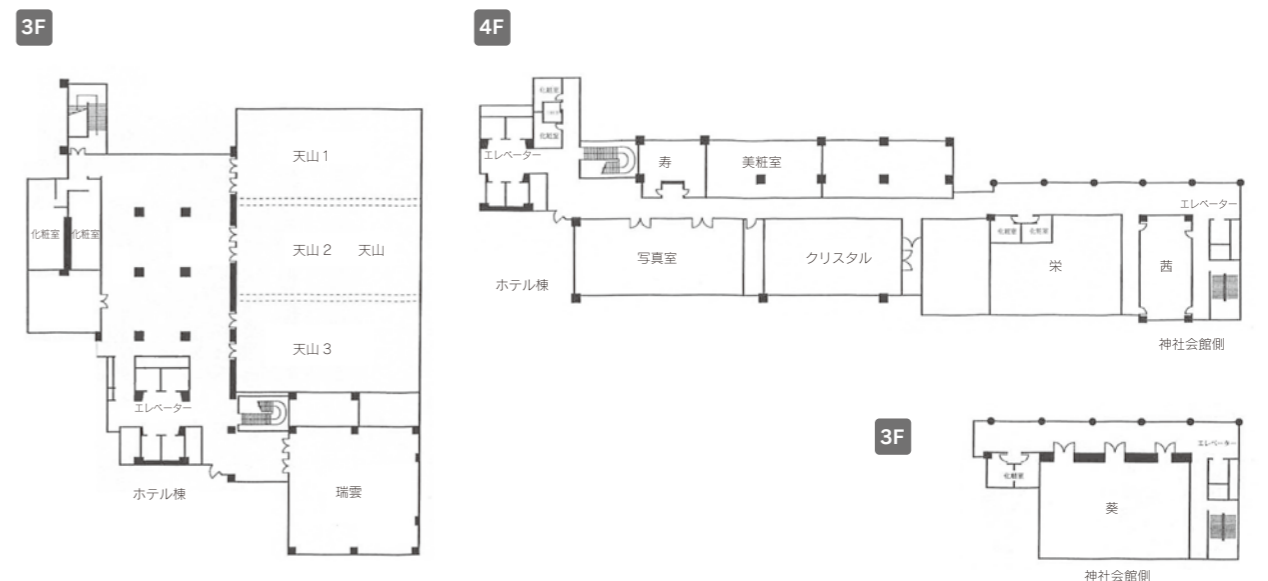 3F
天山 1
化粧室
化粧室
天山 2 天山
天山 3
エレベーター
瑞雲
ホテル棟
4F
化粧室
化粧室
エレベーター
寿
美粧室
エレベーター
写真室
クリスタル
化粧室
化粧室
栄
茜
ホテル棟
神社会館側
3F
エレベーター
化粧室
葵
神社会館側